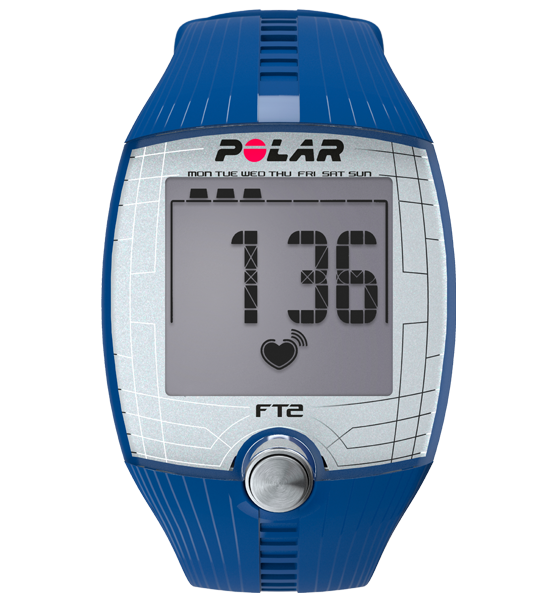 POLAR
MON TUE WED THU FRI SAT SUN
136
FT2